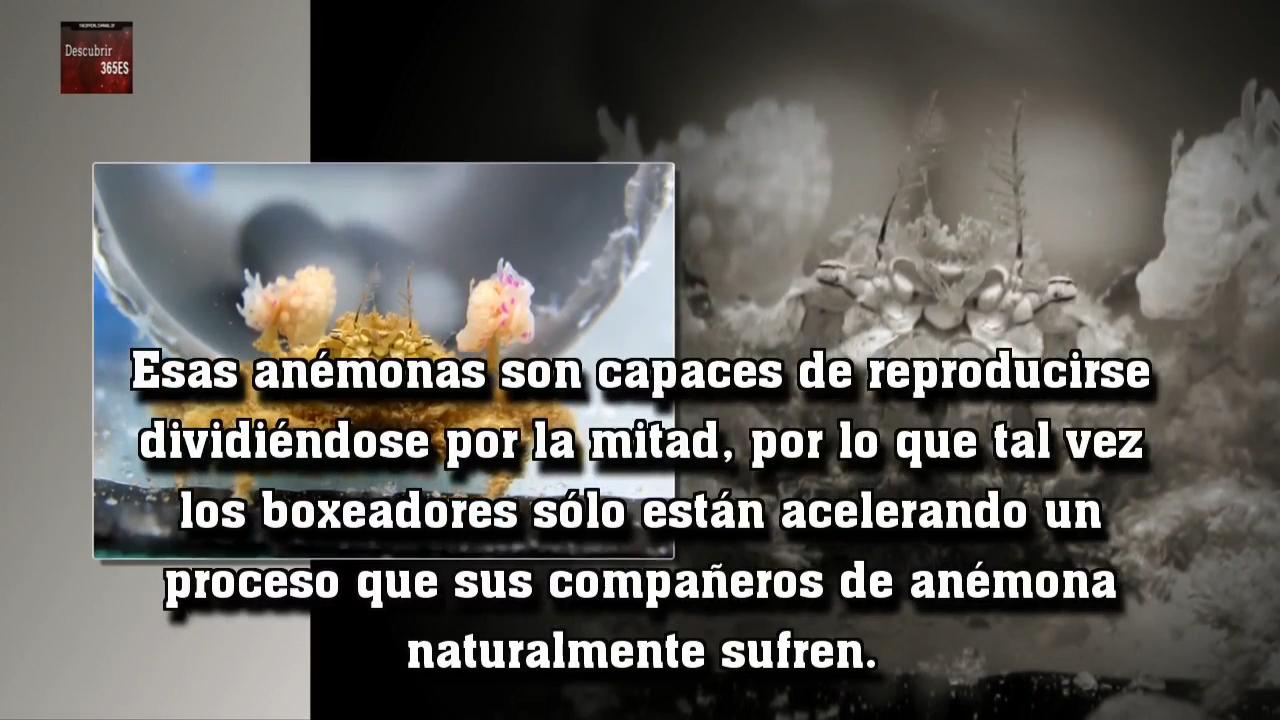 Descubrir
365ES
Esas anémonas son capaces de reproducirse
dividiéndose por la mitad, por lo que tal vez
los boxeadores sólo están acelerando un
proceso que sus compañeros de anémona
naturalmente sufren.